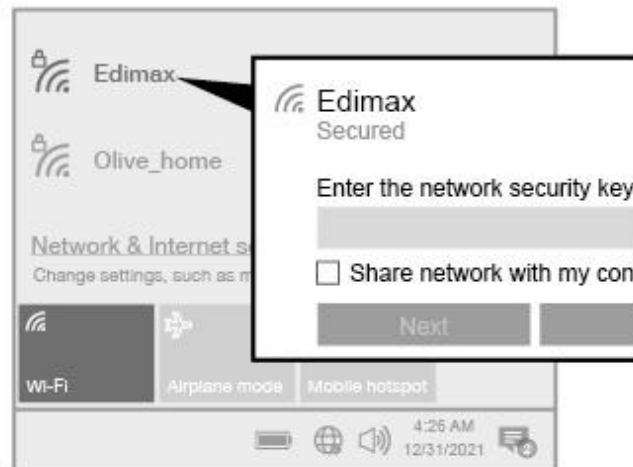 Edimax
Olive_home
Network & Internet s
Change settings, such as m
Wi-Fi
Airplane mode
Mobile hotspot
4:26 AM
12/31/2021
Edimax
Secured
Enter the network security key
Share network with my con
Next